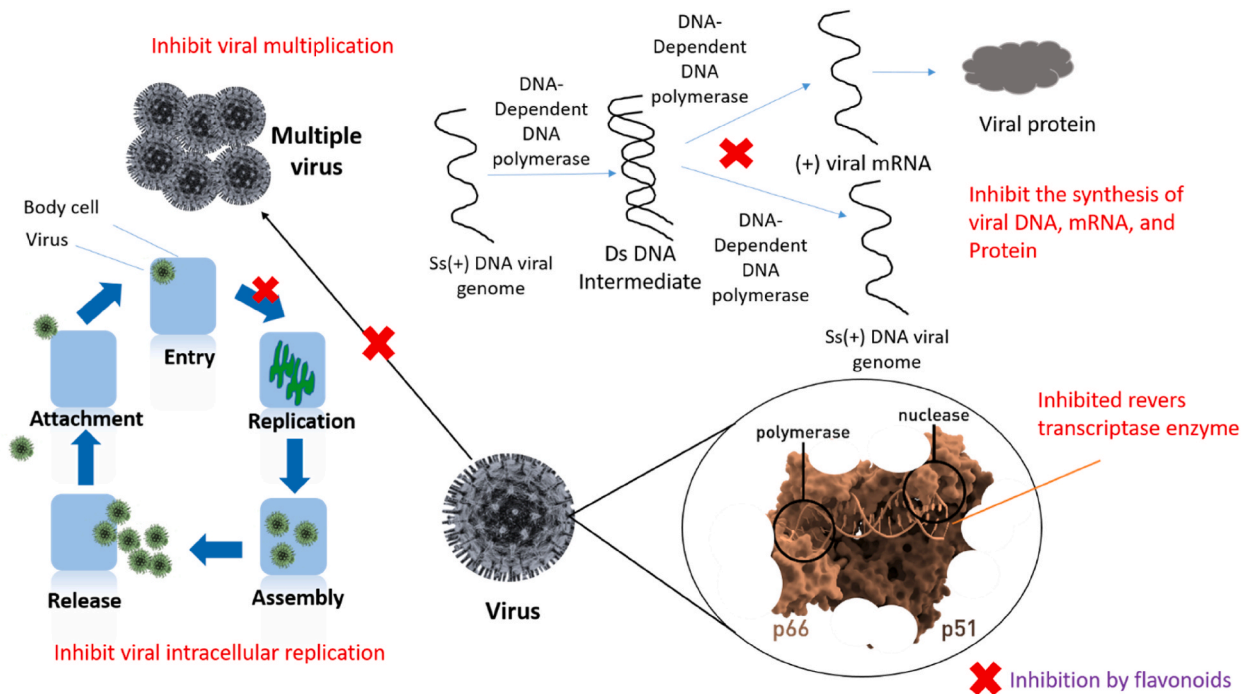 Inhibit viral multiplication
Multiple
virus
Body cell
Virus
Entry
Attachment
Replication
Release
Assembly
Inhibit viral intracellular replication
DNA-
Dependent
DNA
polymerase
Ss(+) DNA viral
genome
Ds DNA
Intermediate
DNA-
Dependent
DNA
polymerase
(+) viral mRNA
Viral protein
DNA-
Dependent
DNA
polymerase
Ss(+) DNA viral
genome
Inhibit the synthesis of
viral DNA, mRNA, and
Protein
Virus
polymerase
nuclease
p66
p51
Inhibited revers
transcriptase enzyme
Inhibition by flavonoids